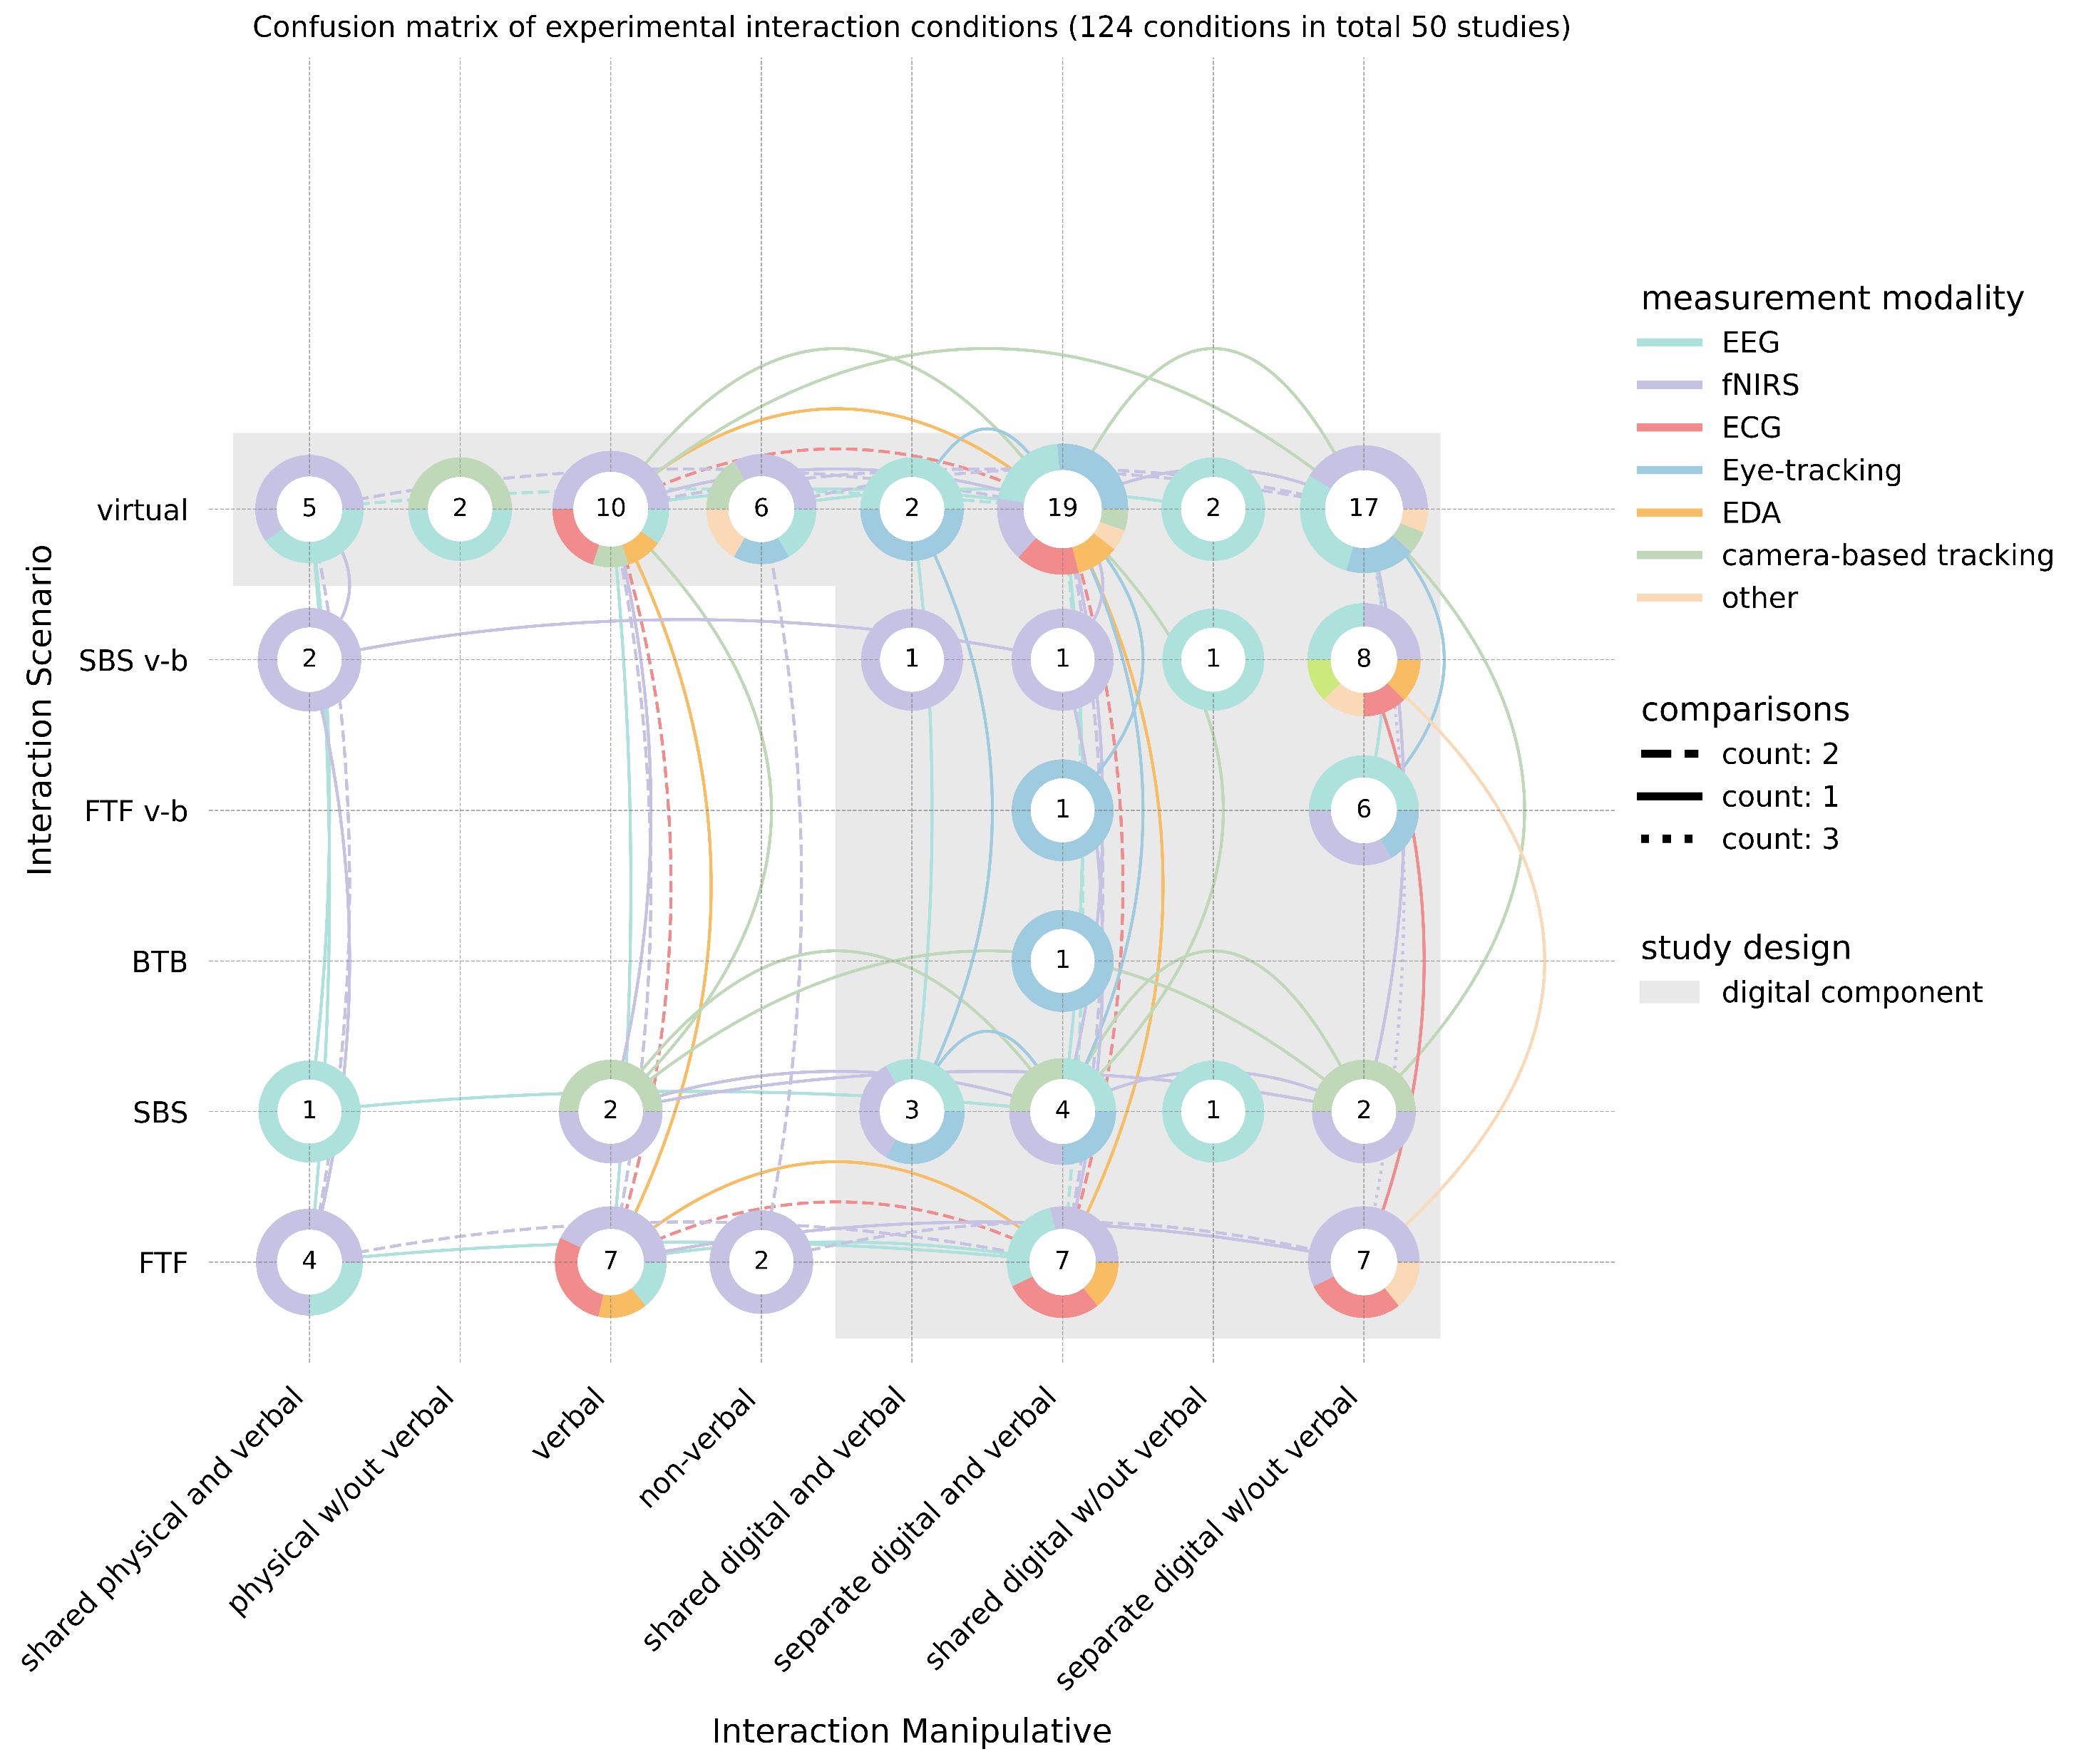 Confusion matrix of experimental interaction conditions (124 conditions in total 50 studies)
Interaction Scenario
virtual
5
2
10
6
2
19
2
17
SBS v-b
2
1
1
1
8
FTF v-b
1
6
BTB
1
SBS
1
2
3
4
1
2
FTF
4
7
2
7
7
shared physical and verbal
physical w/out verbal
verbal
non-verbal
shared digital and verbal
separate digital and verbal
shared digital w/out verbal
separate digital w/out verbal
Interaction Manipulative
measurement modality
EEG
fNIRS
ECG
Eye-tracking
EDA
camera-based tracking
other
comparisons
count: 2
count: 1
count: 3
study design
digital component